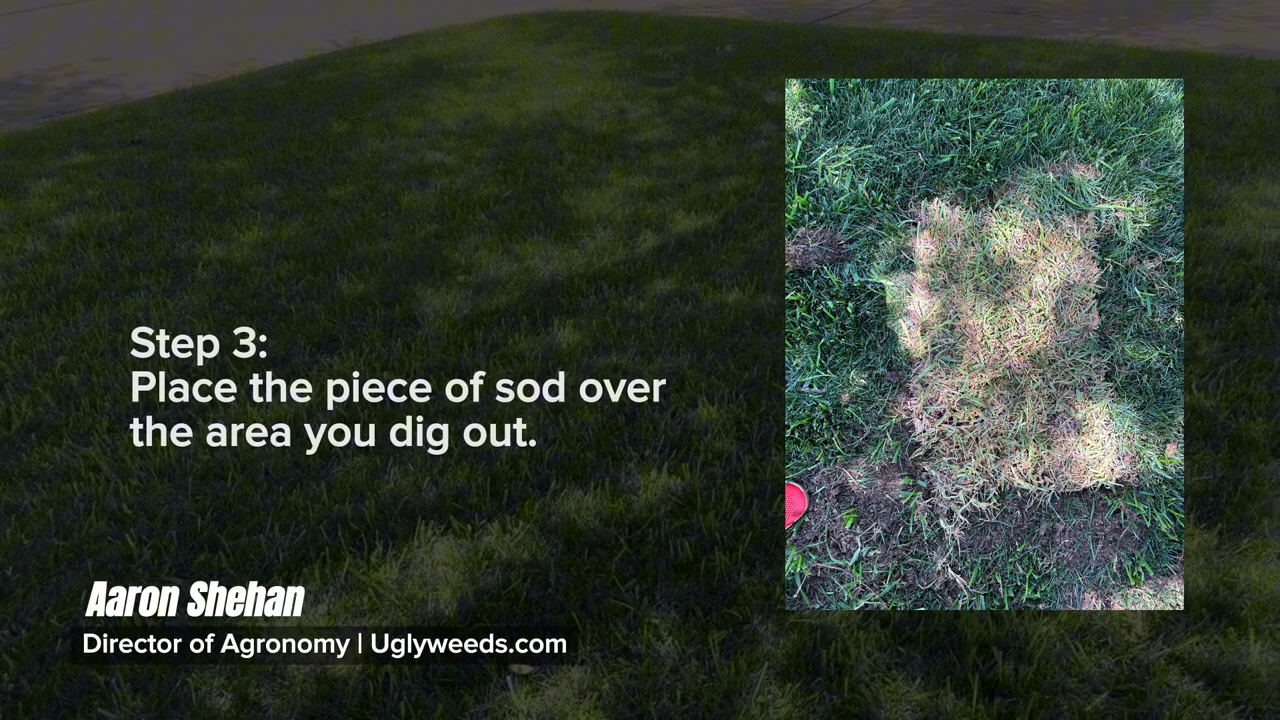 Step 3:
Place the piece of sod over
the area you dig out.
Aaron Shehan
Director of Agronomy | Uglyweeds.com